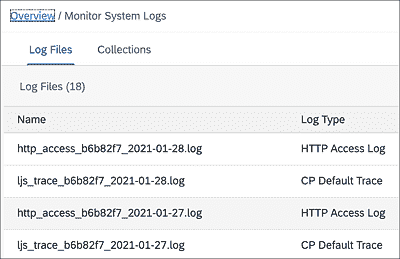 Overview / Monitor System Logs
Log Files Collections
Log Files (18)
Name Log Type
http_access_b6b82f7_2021-01-28.log HTTP Access Log
ljs_trace_b6b82f7_2021-01-28.log CP Default Trace
http_access_b6b82f7_2021-01-27.log HTTP Access Log
ljs_trace_b6b82f7_2021-01-27.log CP Default Trace